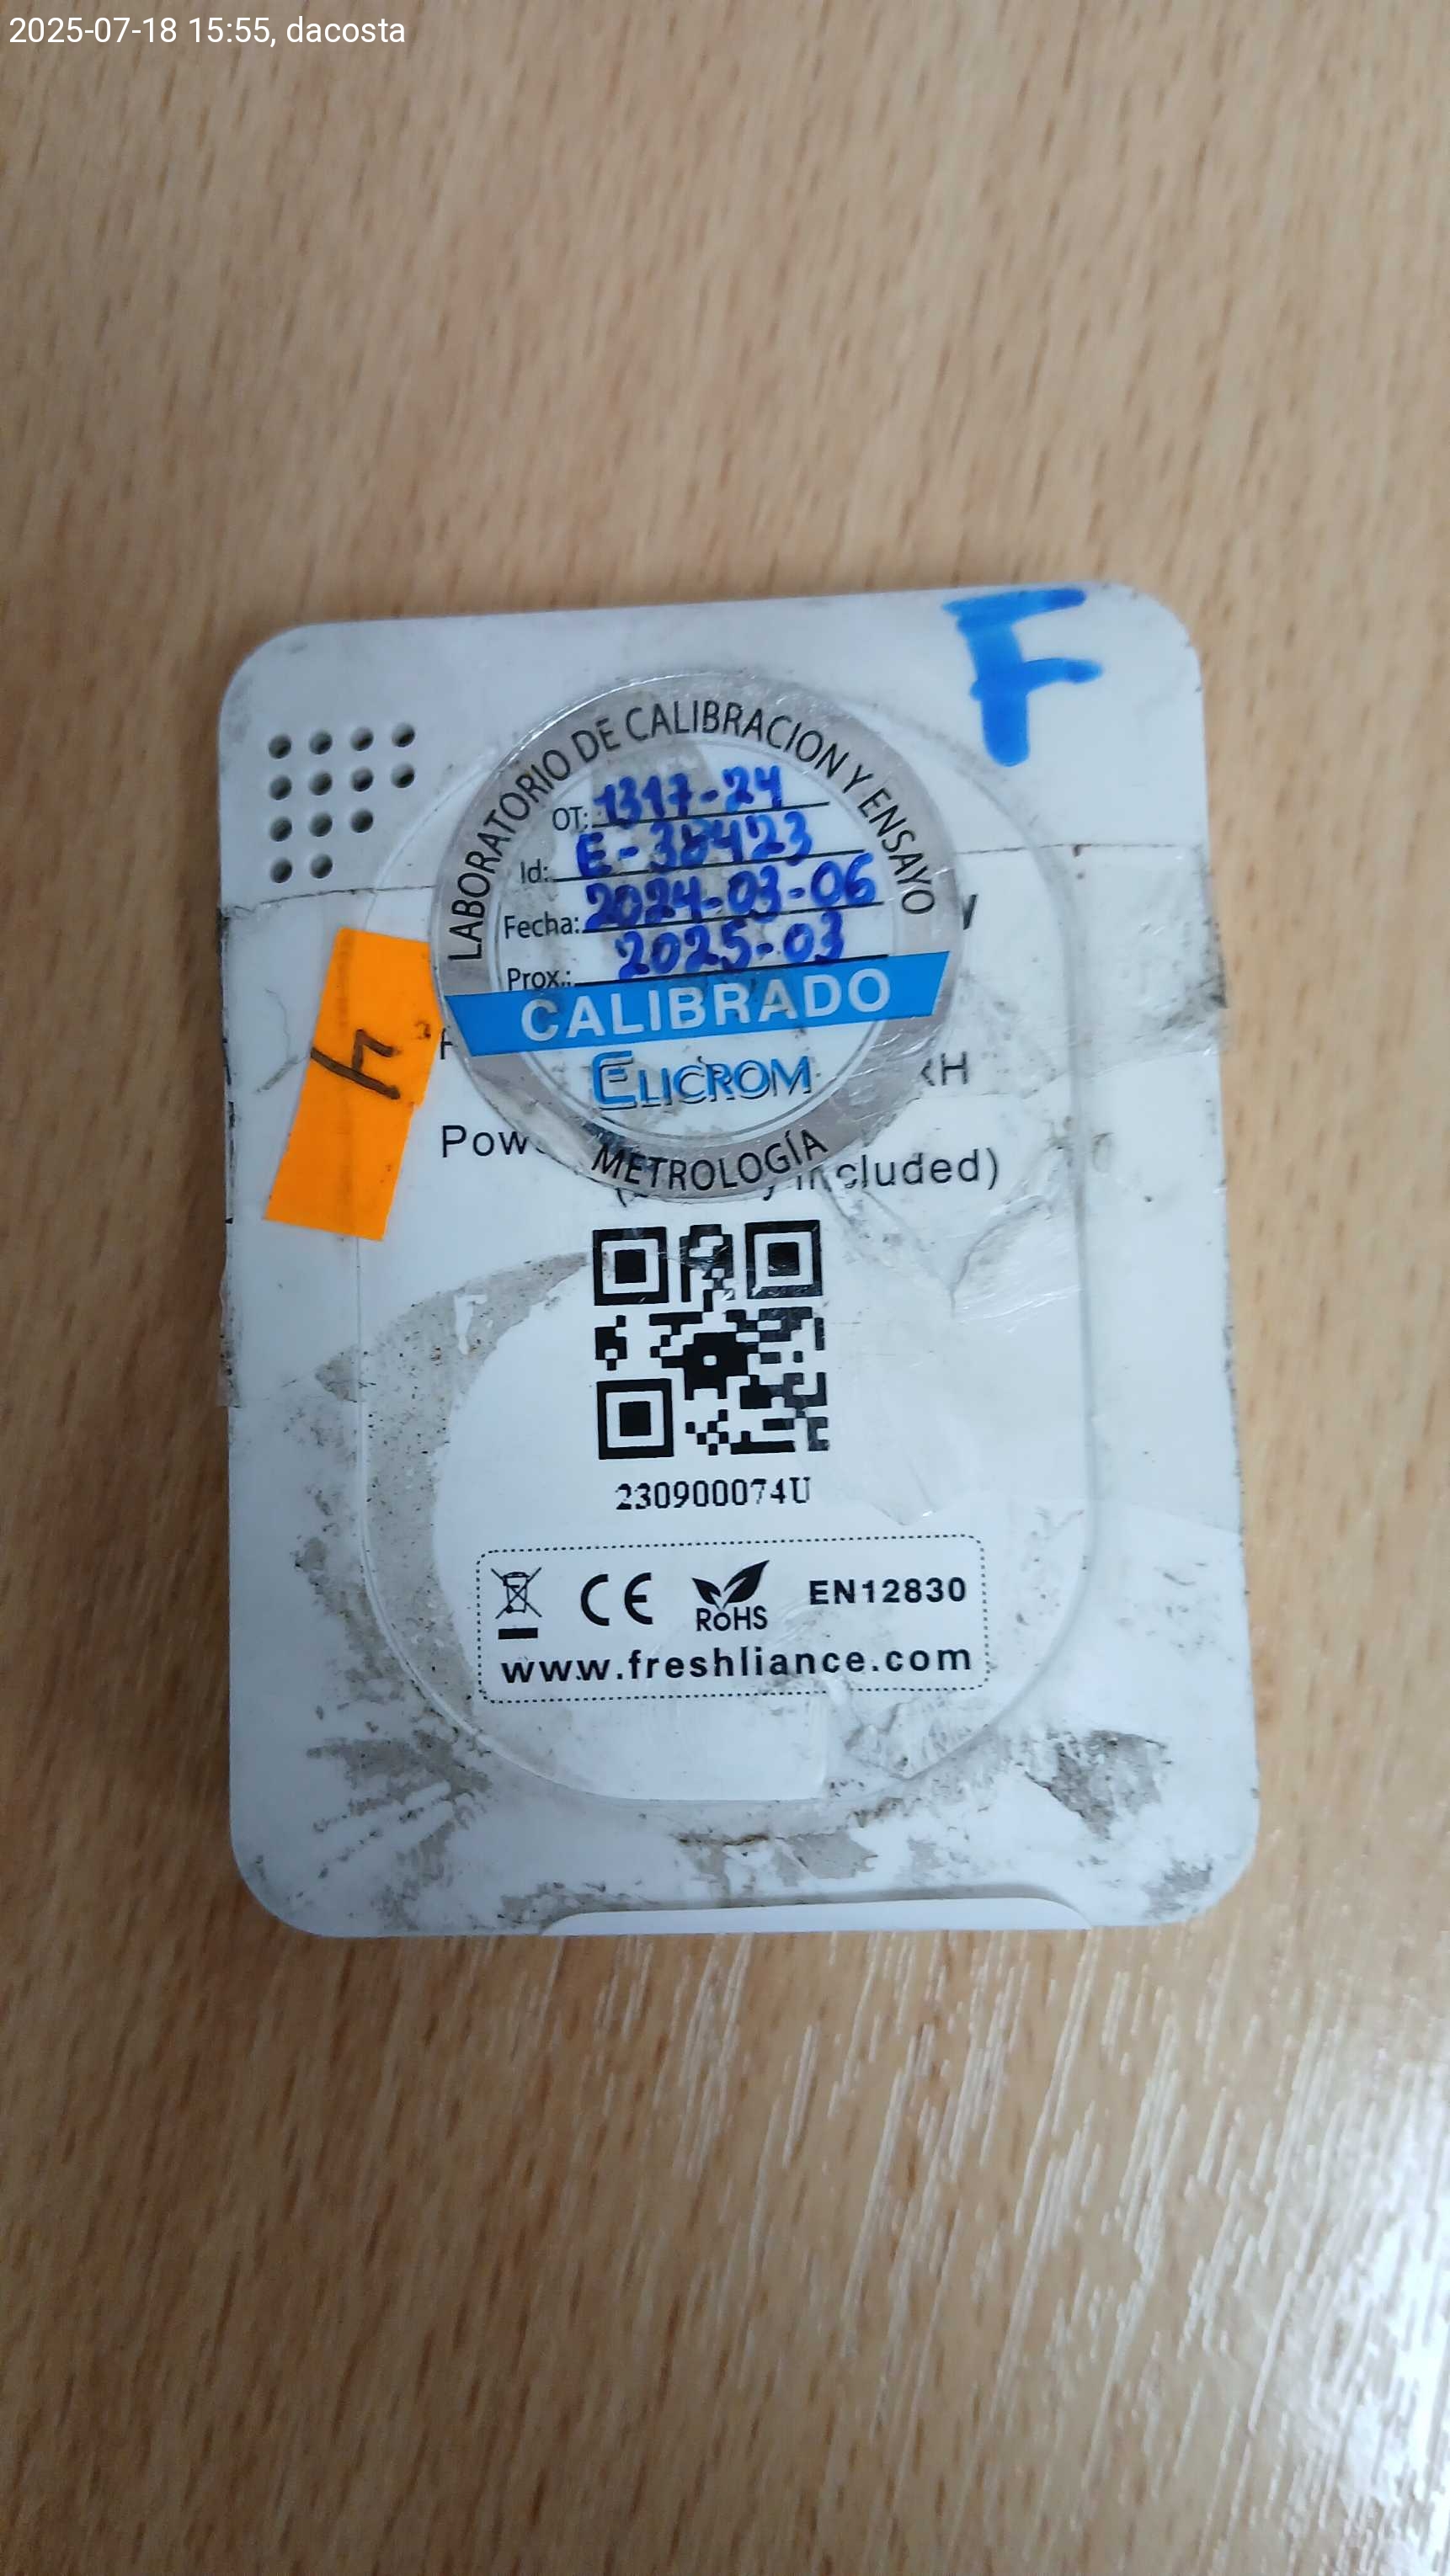 2025-07-18 15:55, dacosta
F
LABORATORIO DE CALIBRACION Y ENSAYO
OT: 1317-24
Id: E-38423
Fecha: 2024-03-06
Prox.: 2025-03
CALIBRADO
ELICROM
METROLOGÍA
4
included)
230900074U
CE RoHS EN12830
www.freshliance.com